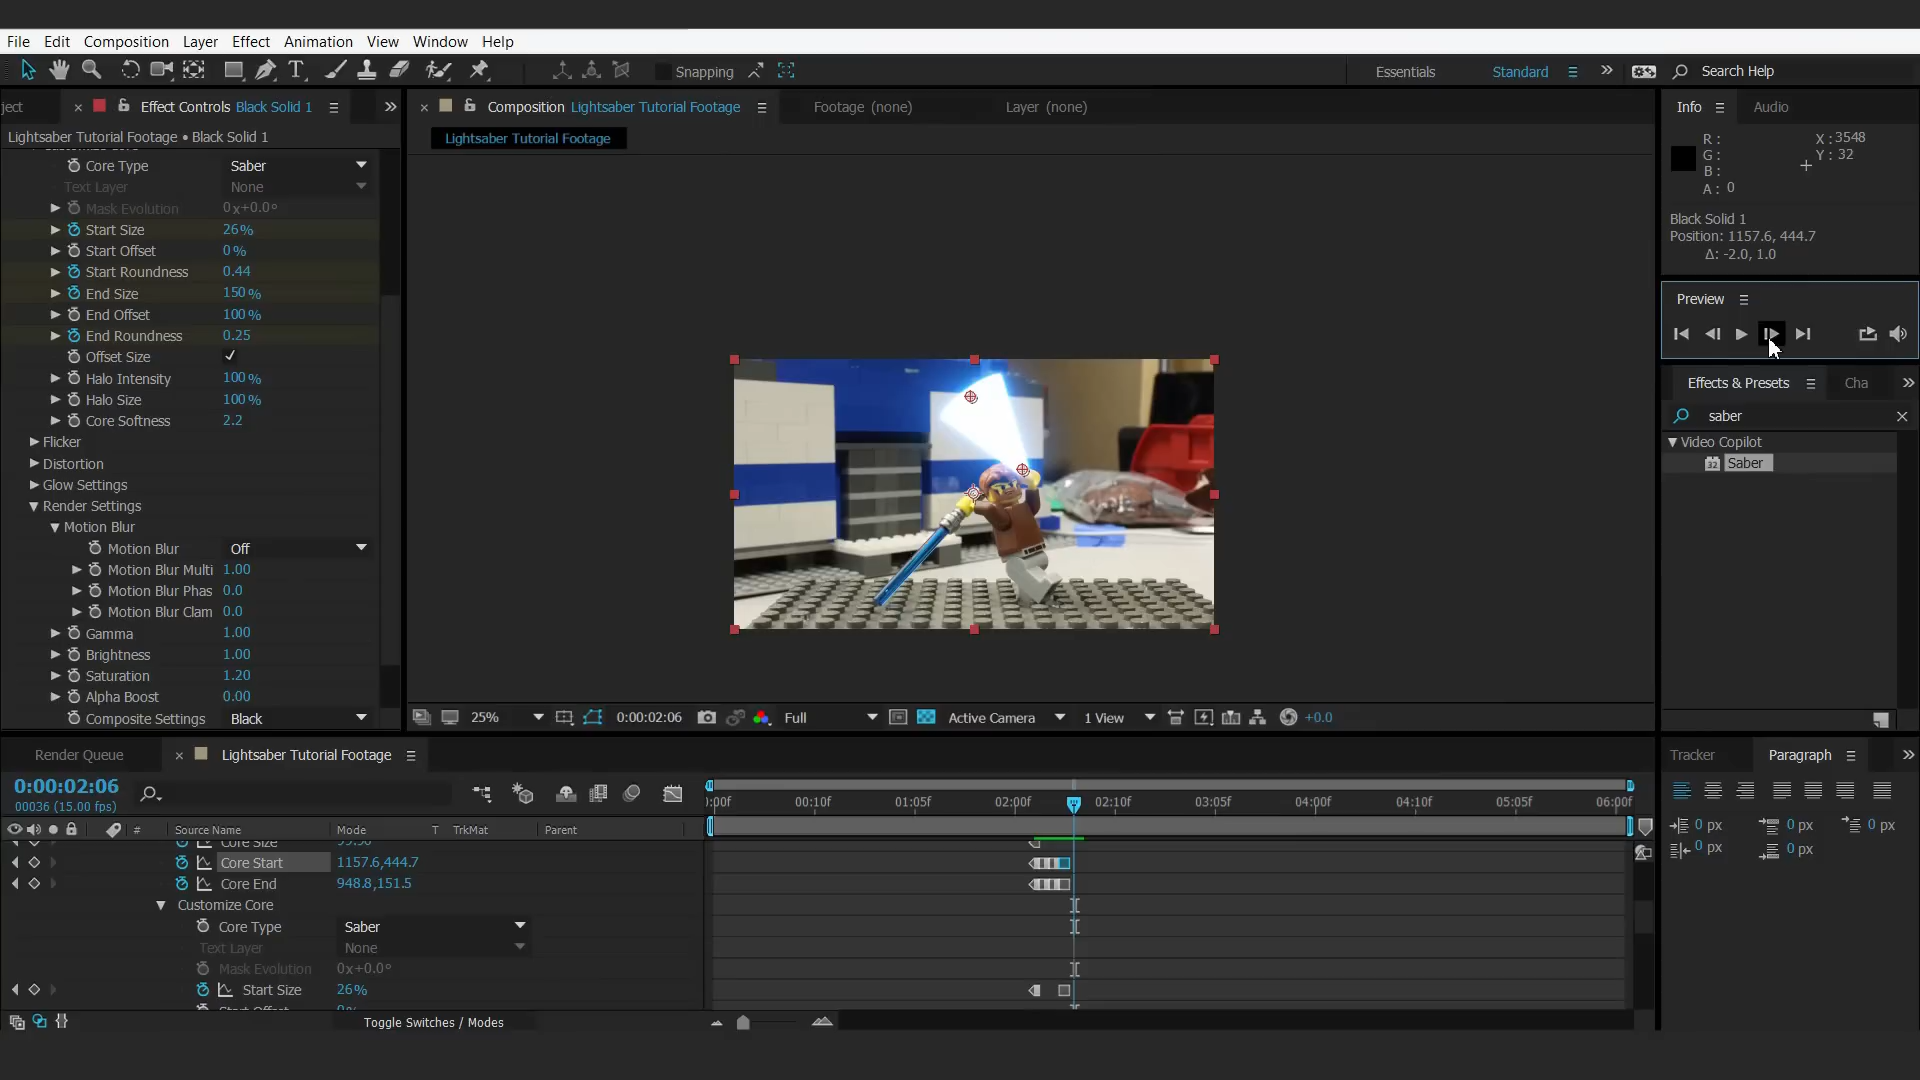 File Edit Composition Layer Effect Animation View Window Help
Snapping Essentials Standard Search Help
ject Effect Controls Black Solid 1 Composition Lightsaber Tutorial Footage Footage (none) Layer (none) Info Audio
Lightsaber Tutorial Footage • Black Solid 1
Lightsaber Tutorial Footage
R :
G :
B :
A : 0
X : 3548
Y : 32
Black Solid 1
Position: 1157.6, 444.7
Δ: -2.0, 1.0
Core Type Saber
Text Layer None
Mask Evolution 0x+0.0°
Start Size 26%
Start Offset 0%
Start Roundness 0.44
End Size 150%
End Offset 100%
End Roundness 0.25
Offset Size
Halo Intensity 100%
Halo Size 100%
Core Softness 2.2
Flicker
Distortion
Glow Settings
Render Settings
Motion Blur
Motion Blur Off
Motion Blur Multi 1.00
Motion Blur Phas 0.0
Motion Blur Clam 0.0
Gamma 1.00
Brightness 1.00
Saturation 1.20
Alpha Boost 0.00
Composite Settings Black
Preview
Effects & Presets Cha
saber
Video Copilot
32 Saber
25% 0:00:02:06 Full Active Camera 1 View +0.0
Render Queue Lightsaber Tutorial Footage
Tracker Paragraph
0:00:02:06
00036 (15.00 fps)
:00f 00:10f 01:05f 02:00f 02:10f 03:05f 04:00f 04:10f 05:05f 06:00f
# Source Name Mode T TrkMat Parent
Core Size 99.90
Core Start 1157.6,444.7
Core End 948.8,151.5
Customize Core
Core Type Saber
Text Layer None
Mask Evolution 0x+0.0°
Start Size 26%
Toggle Switches / Modes
0 px 0 px 0 px
0 px 0 px